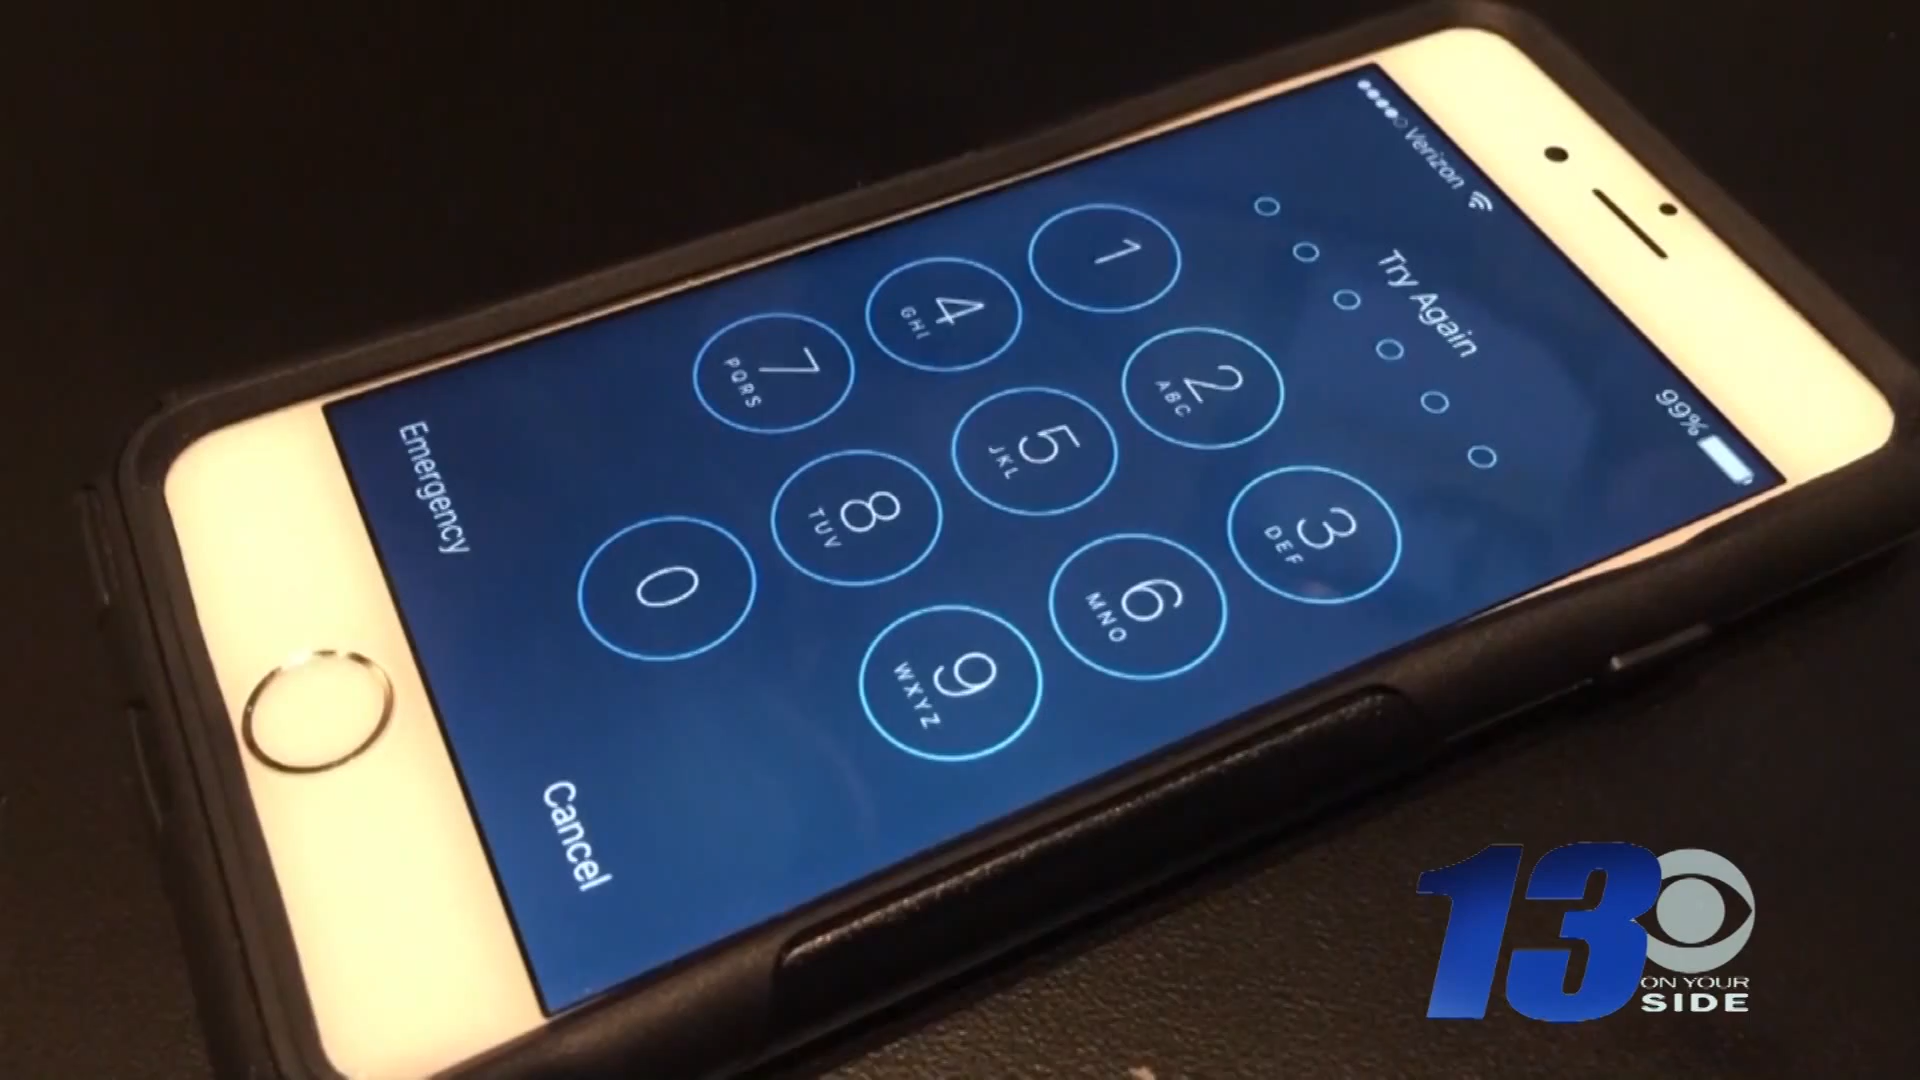 Verizon
99%
Try Again
1
2
ABC
3
DEF
4
GHI
5
JKL
6
MNO
7
PQRS
8
TUV
9
WXYZ
0
Emergency
Cancel
13
ON YOUR
SIDE